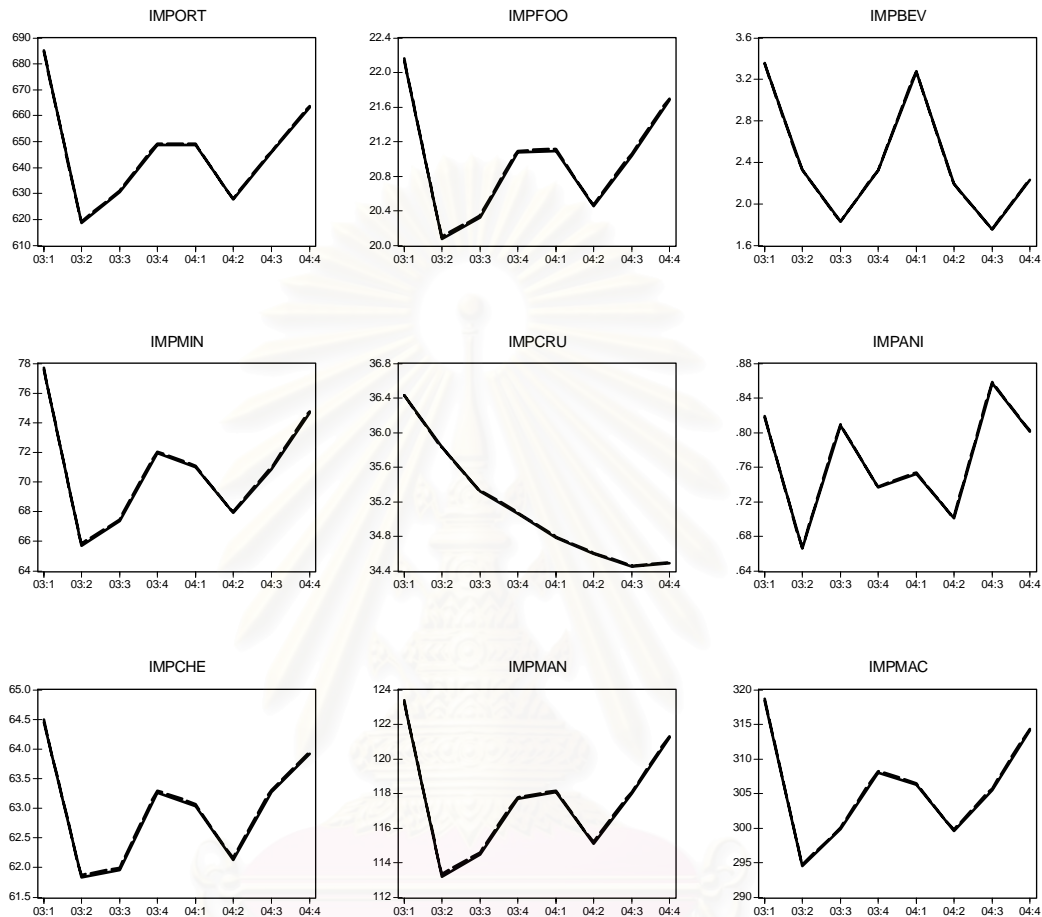 IMPORT IMPFOO IMPBEV
690 22.4 3.6
680 22.0 3.2
670 21.6 2.8
660 21.2 2.4
650 20.8 2.0
640 20.4 1.6
630 20.0
620
610
03:1 03:2 03:3 03:4 04:1 04:2 04:3 04:4 03:1 03:2 03:3 03:4 04:1 04:2 04:3 04:4 03:1 03:2 03:3 03:4 04:1 04:2 04:3 04:4
IMPMIN IMPCRU IMPANI
78 36.8 .88
76 36.4 .84
74 36.0 .80
72 35.6 .76
70 35.2 .72
68 34.8 .68
66 34.4 .64
64
03:1 03:2 03:3 03:4 04:1 04:2 04:3 04:4 03:1 03:2 03:3 03:4 04:1 04:2 04:3 04:4 03:1 03:2 03:3 03:4 04:1 04:2 04:3 04:4
IMPCHE IMPMAN IMPMAC
65.0 124 320
64.5 122 315
64.0 120 310
63.5 118 305
63.0 116 300
62.5 114 295
62.0 112 290
61.5
03:1 03:2 03:3 03:4 04:1 04:2 04:3 04:4 03:1 03:2 03:3 03:4 04:1 04:2 04:3 04:4 03:1 03:2 03:3 03:4 04:1 04:2 04:3 04:4